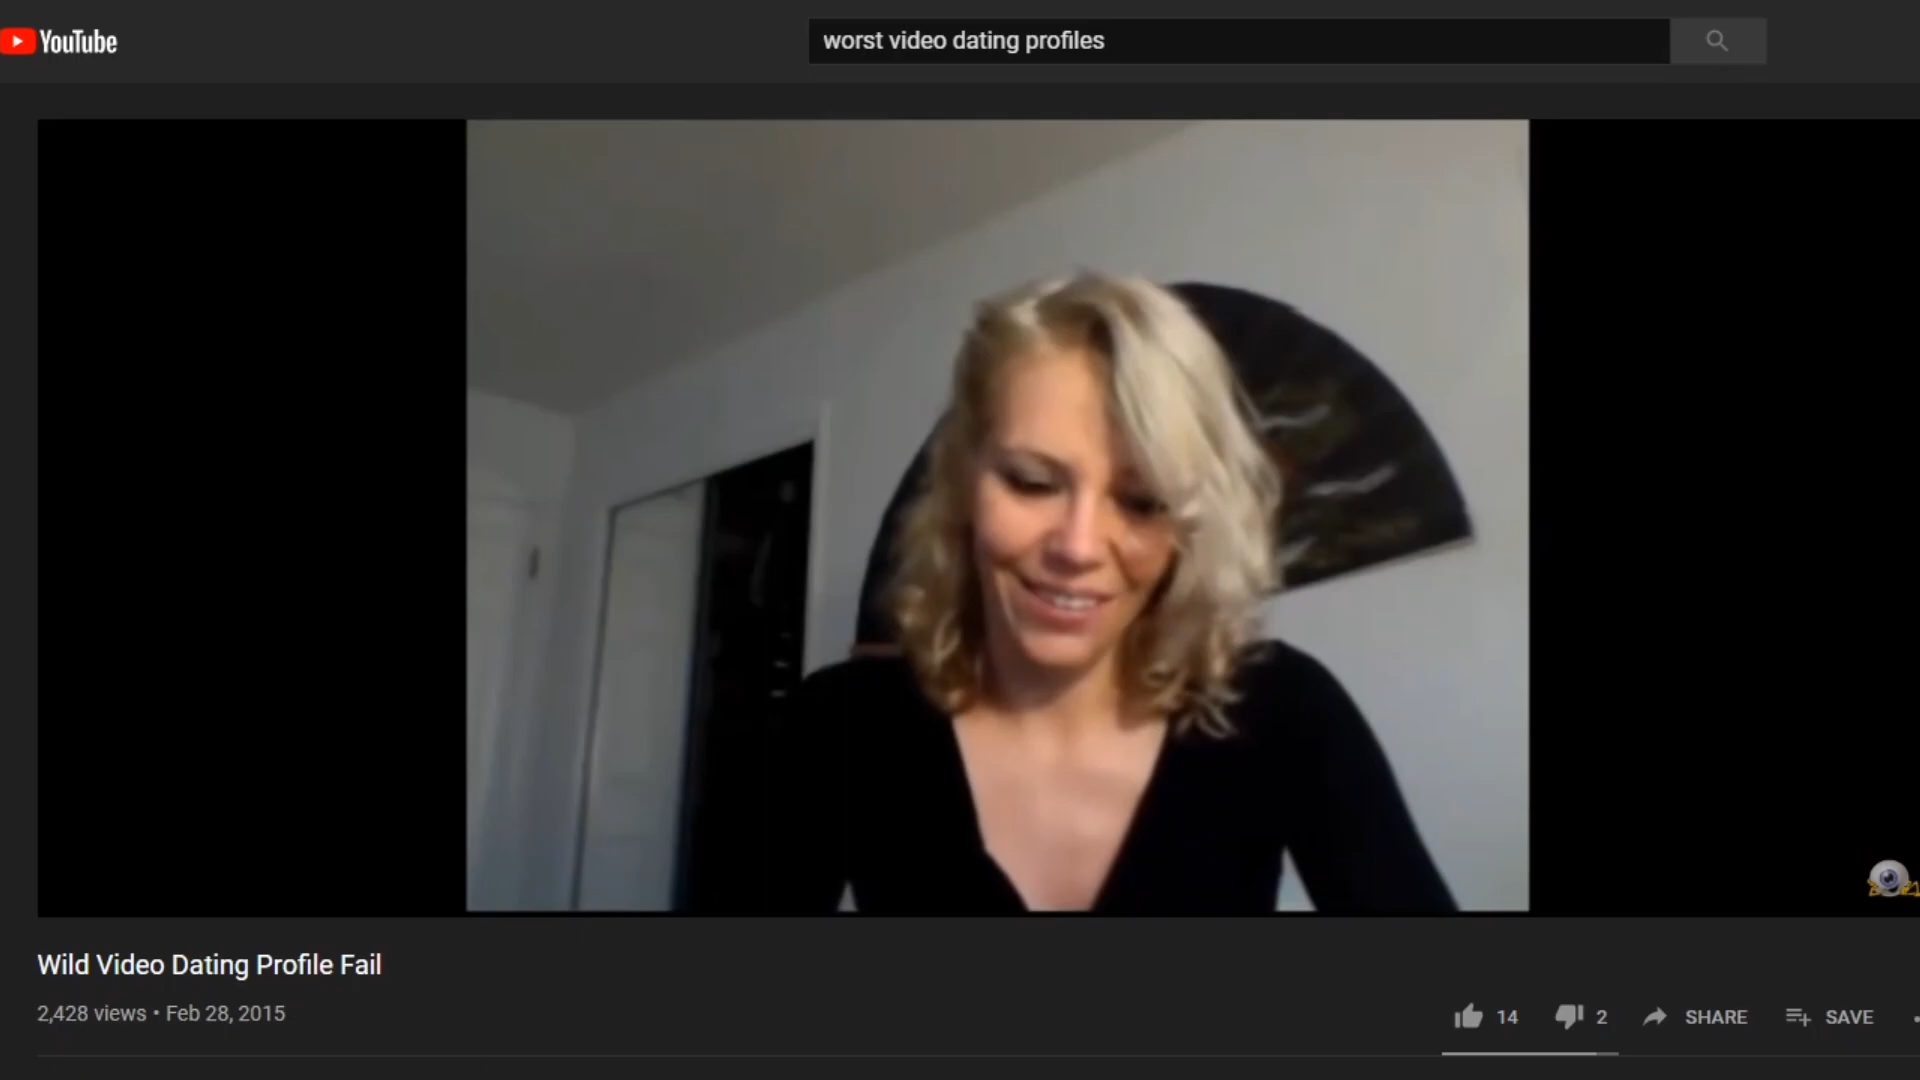 YouTube
worst video dating profiles
Wild Video Dating Profile Fail
2,428 views • Feb 28, 2015
14
2
SHARE
SAVE